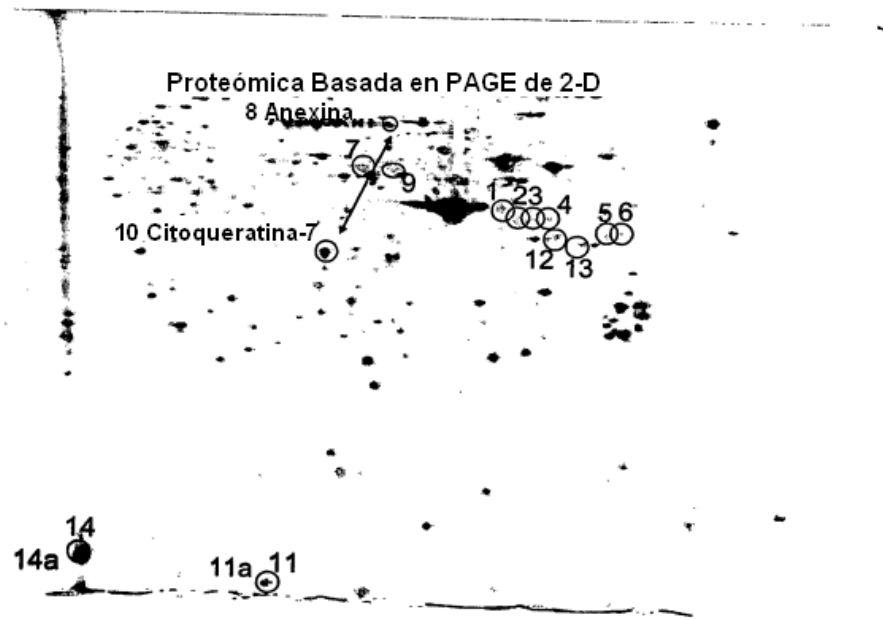 Proteómica Basada en PAGE de 2-D
8 Anexina
7
9
1 2 3 4
5 6
10 Citoqueratina-7
12
13
14
14a
11a 11